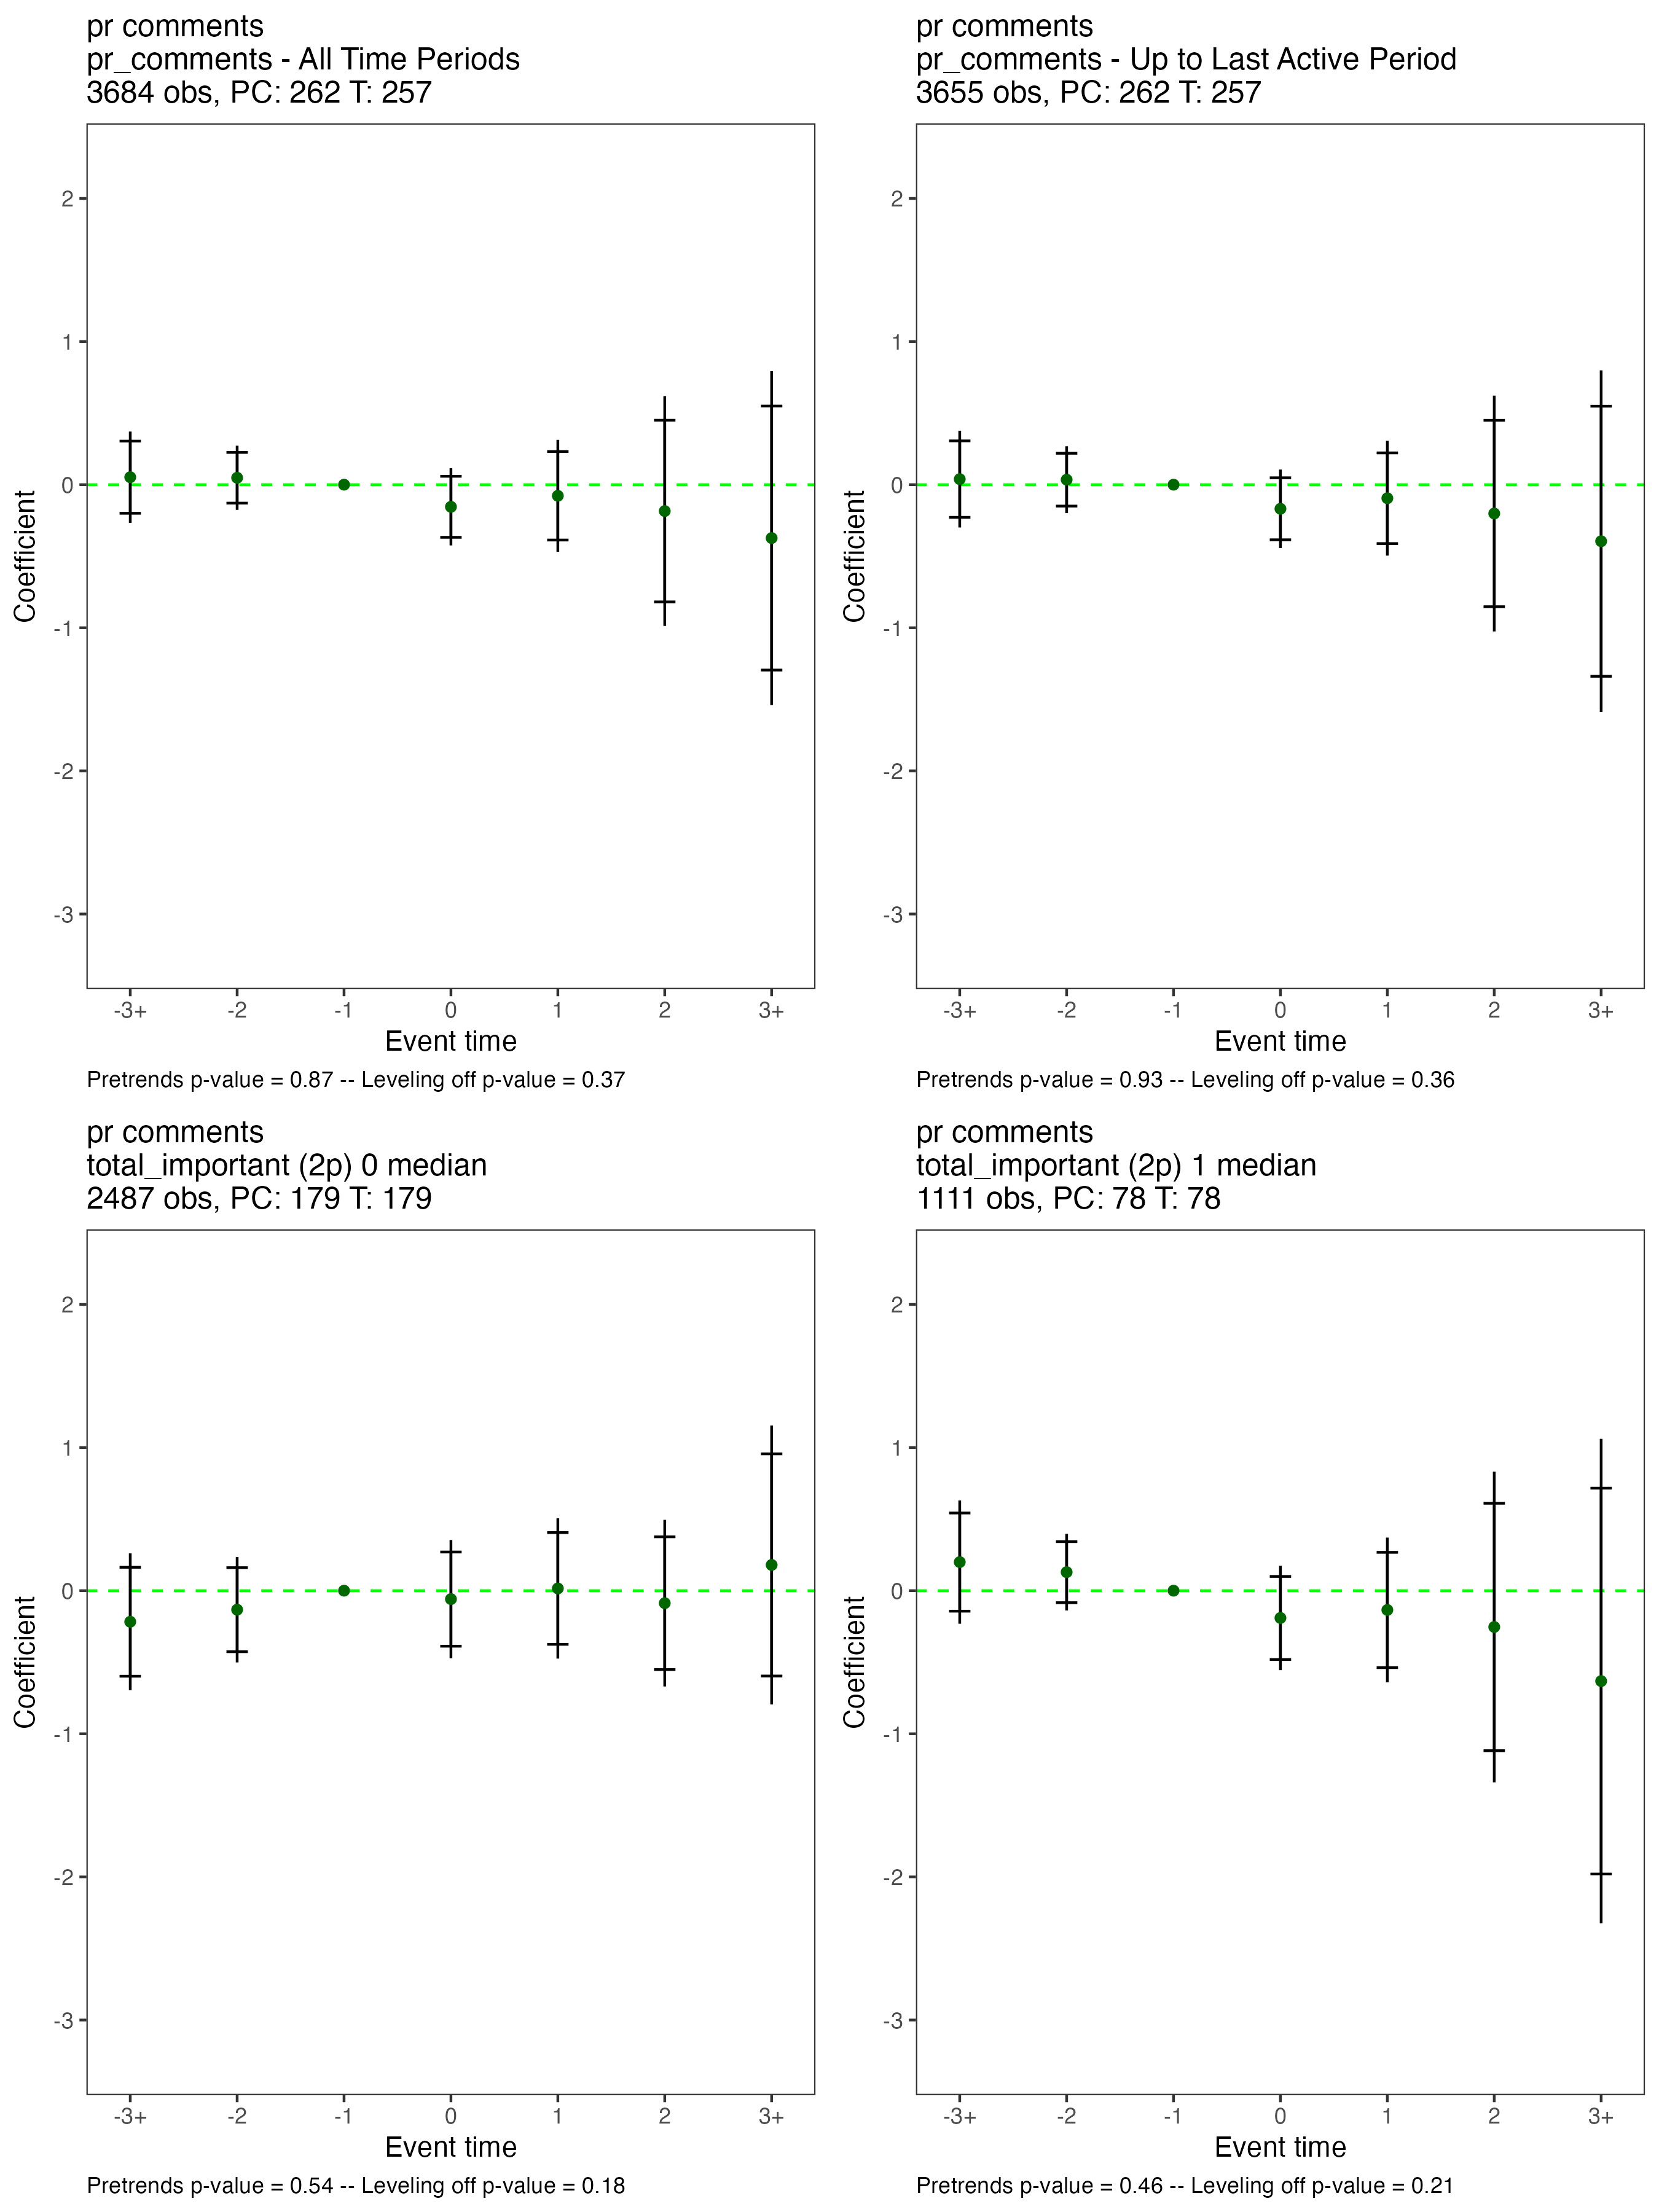 pr comments
pr_comments - All Time Periods
3684 obs, PC: 262 T: 257
2
1
0
-1
-2
-3
Coefficient
-3+ -2 -1 0 1 2 3+
Event time
Pretrends p-value = 0.87 -- Leveling off p-value = 0.37
pr comments
pr_comments - Up to Last Active Period
3655 obs, PC: 262 T: 257
2
1
0
-1
-2
-3
Coefficient
-3+ -2 -1 0 1 2 3+
Event time
Pretrends p-value = 0.93 -- Leveling off p-value = 0.36
pr comments
total_important (2p) 0 median
2487 obs, PC: 179 T: 179
2
1
0
-1
-2
-3
Coefficient
-3+ -2 -1 0 1 2 3+
Event time
Pretrends p-value = 0.54 -- Leveling off p-value = 0.18
pr comments
total_important (2p) 1 median
1111 obs, PC: 78 T: 78
2
1
0
-1
-2
-3
Coefficient
-3+ -2 -1 0 1 2 3+
Event time
Pretrends p-value = 0.46 -- Leveling off p-value = 0.21